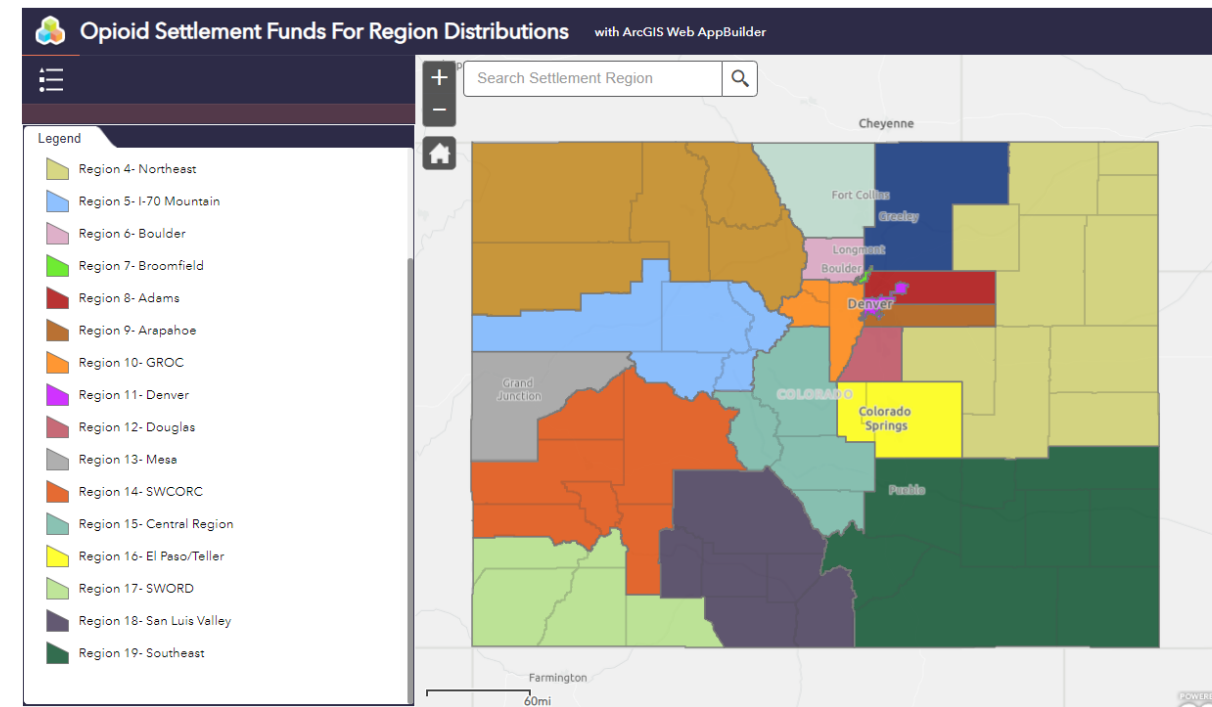 Opioid Settlement Funds For Region Distributions with ArcGIS Web AppBuilder
+
Search Settlement Region
−
Legend
Region 4- Northeast
Region 5- I-70 Mountain
Region 6- Boulder
Region 7- Broomfield
Region 8- Adams
Region 9- Arapahoe
Region 10- GROC
Region 11- Denver
Region 12- Douglas
Region 13- Mesa
Region 14- SWCORC
Region 15- Central Region
Region 16- El Paso/Teller
Region 17- SWORD
Region 18- San Luis Valley
Region 19- Southeast
Cheyenne
Fort Collins
Greeley
Longmont
Boulder
Denver
Grand
Junction
COLORADO
Colorado
Springs
Pueblo
Farmington
60mi